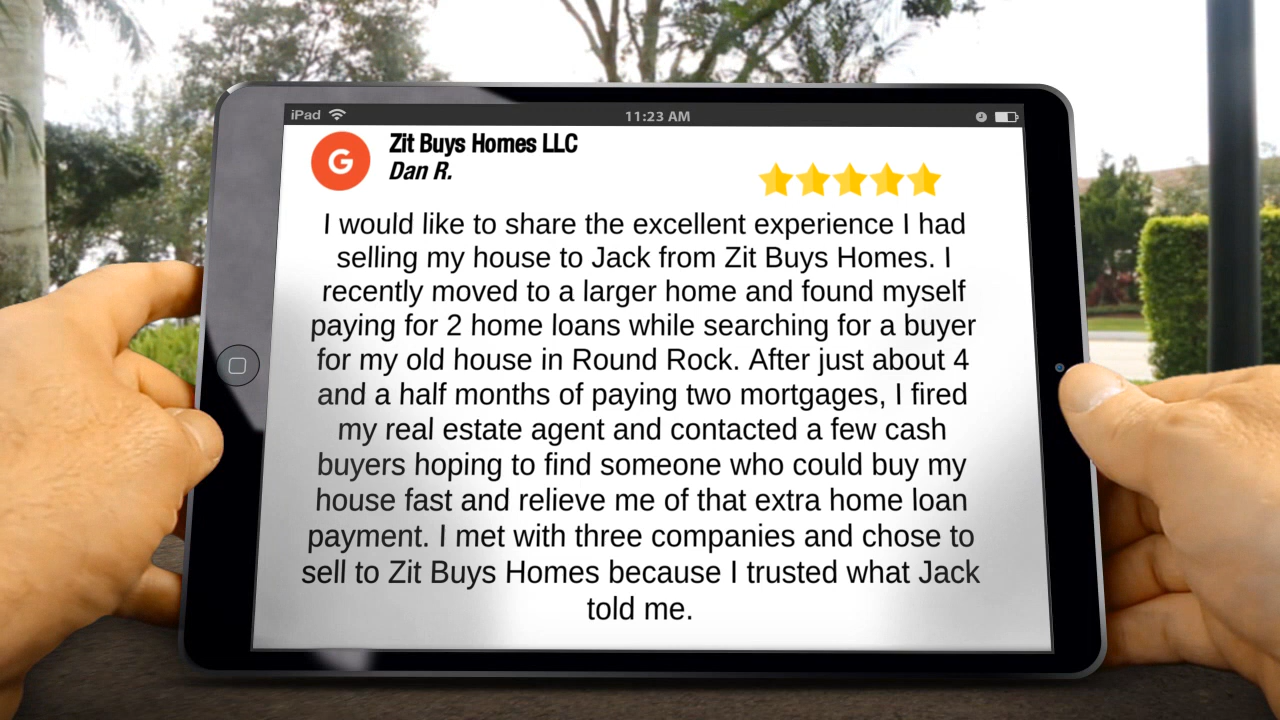 iPad 11:23 AM
G
Zit Buys Homes LLC
Dan R.
I would like to share the excellent experience I had
selling my house to Jack from Zit Buys Homes. I
recently moved to a larger home and found myself
paying for 2 home loans while searching for a buyer
for my old house in Round Rock. After just about 4
and a half months of paying two mortgages, I fired
my real estate agent and contacted a few cash
buyers hoping to find someone who could buy my
house fast and relieve me of that extra home loan
payment. I met with three companies and chose to
sell to Zit Buys Homes because I trusted what Jack
told me.